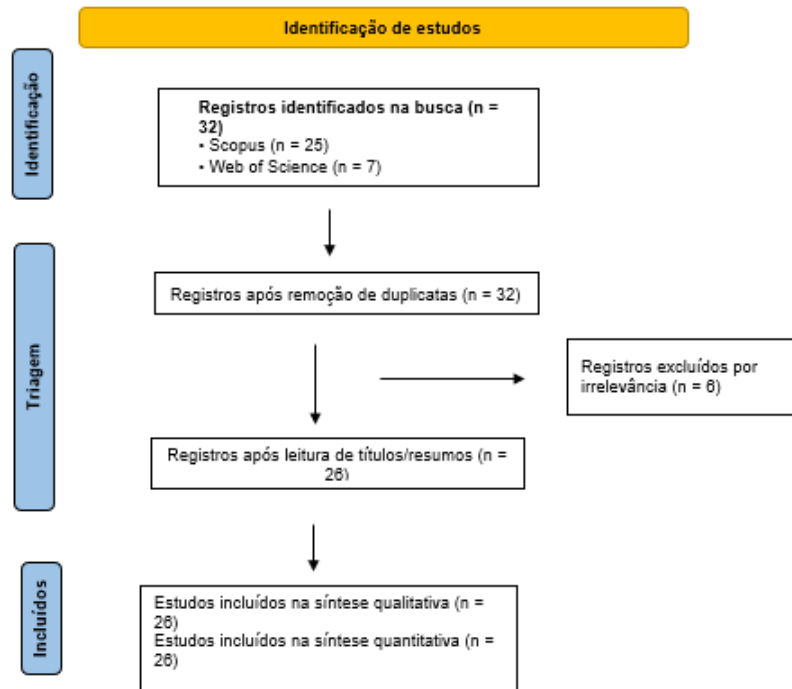 Identificação de estudos
Identificação
Registros identificados na busca (n =
32)
• Scopus (n = 25)
• Web of Science (n = 7)
Triagem
Registros após remoção de duplicatas (n = 32)
Registros excluídos por
irrelevância (n = 6)
Registros após leitura de títulos/resumos (n =
26)
Incluídos
Estudos incluídos na síntese qualitativa (n =
26)
Estudos incluídos na síntese quantitativa (n =
26)